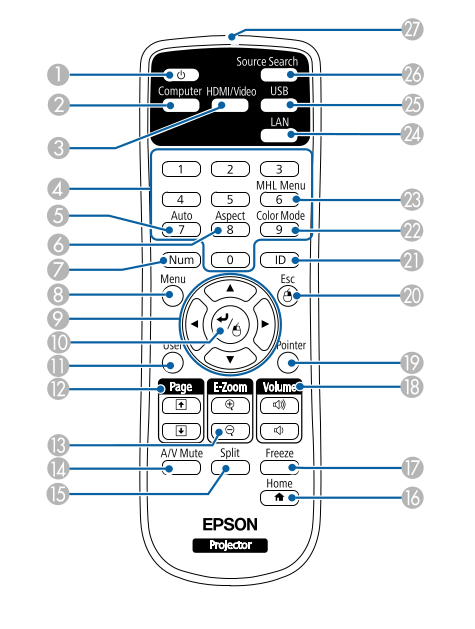 27
Source Search
1
26
Computer HDMI/Video USB
2
25
LAN
3
24
1 2 3
4
MHL Menu
4 5 6
23
Auto Aspect Color Mode
5
7 8 9
22
6
Num 0 ID
7
21
Menu Esc
8
20
9
10
User Pointer
11
19
12
Page E-Zoom Volume
18
13
A/V Mute Split Freeze
14
17
15
Home
16
EPSON
Projector